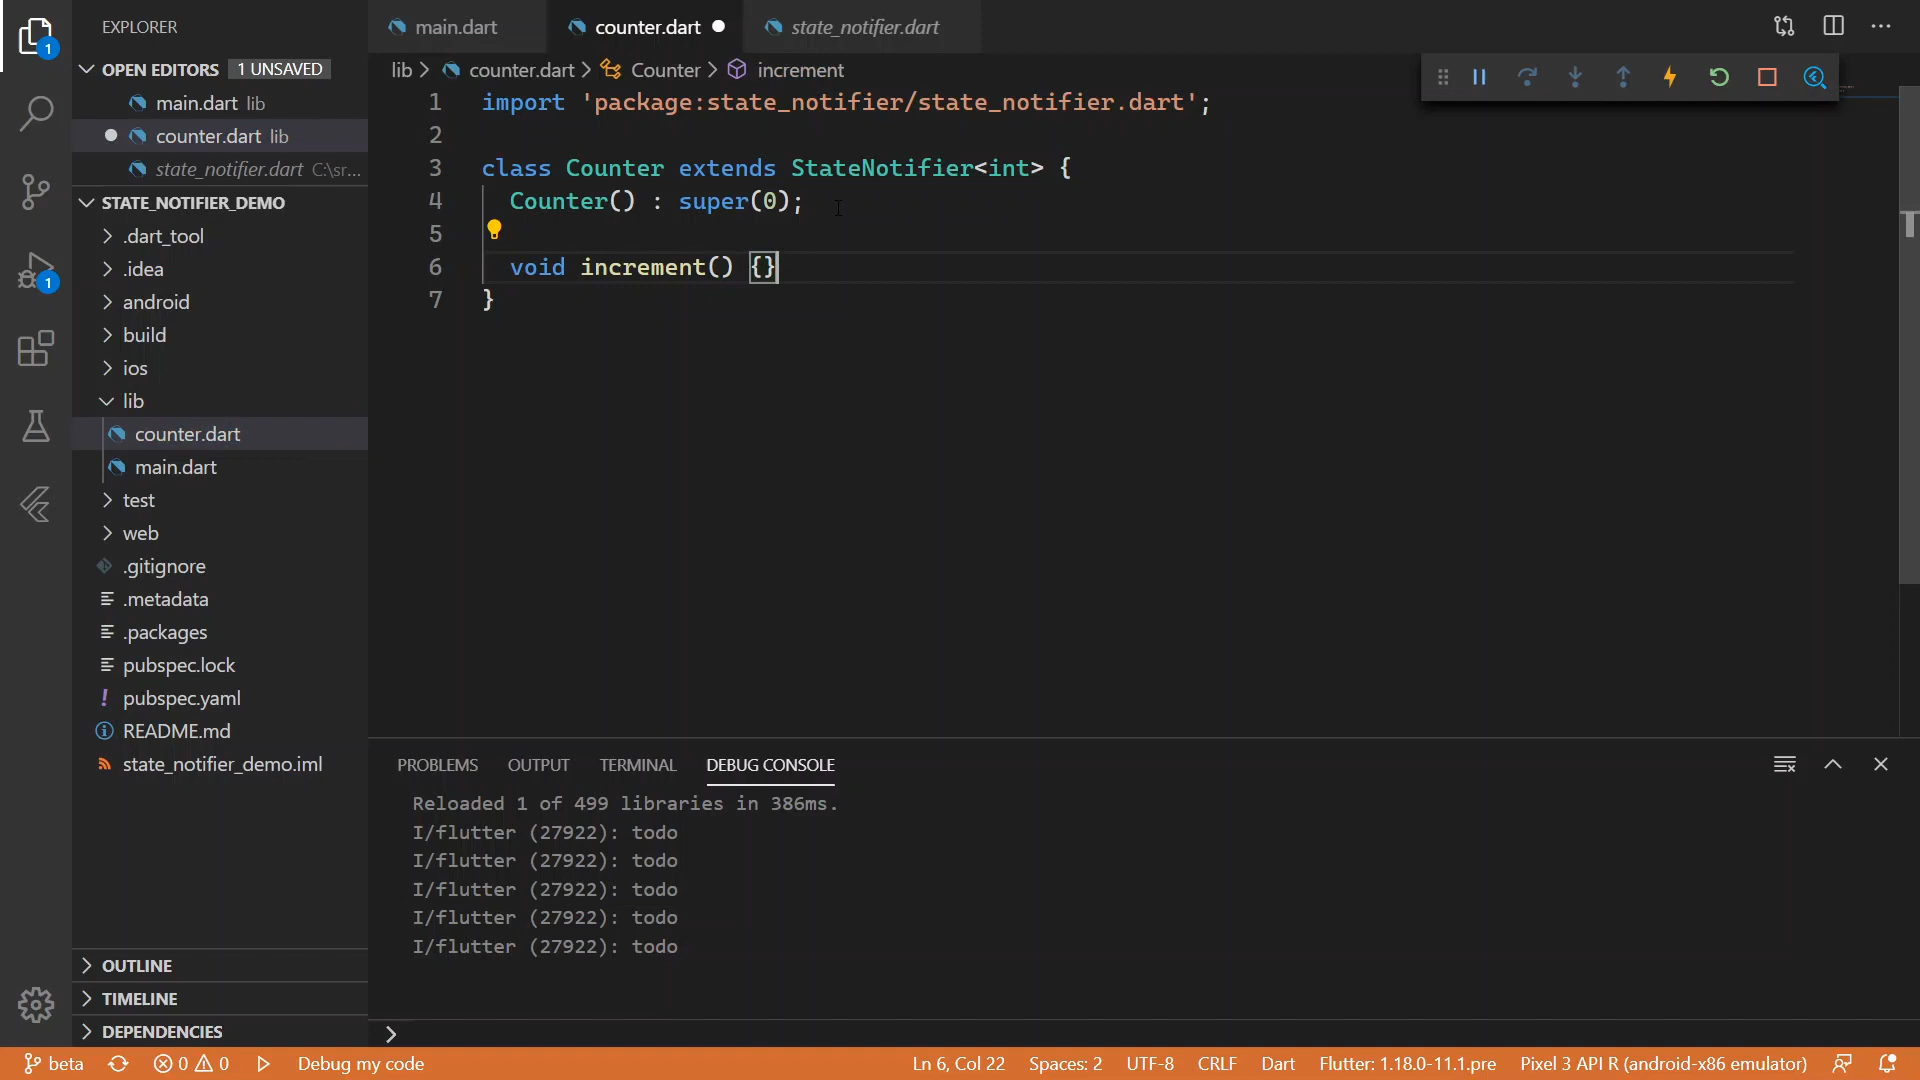 EXPLORER
OPEN EDITORS 1 UNSAVED
main.dart lib
counter.dart lib
state_notifier.dart C:\sr...
STATE_NOTIFIER_DEMO
.dart_tool
.idea
android
build
ios
lib
counter.dart
main.dart
test
web
.gitignore
.metadata
.packages
pubspec.lock
pubspec.yaml
README.md
state_notifier_demo.iml
OUTLINE
TIMELINE
DEPENDENCIES
1
1
main.dart counter.dart state_notifier.dart
lib > counter.dart > Counter > increment
1 import 'package:state_notifier/state_notifier.dart';
2
3 class Counter extends StateNotifier<int> {
4 Counter() : super(0);
5
6 void increment() {}
7 }
PROBLEMS OUTPUT TERMINAL DEBUG CONSOLE
Reloaded 1 of 499 libraries in 386ms.
I/flutter (27922): todo
I/flutter (27922): todo
I/flutter (27922): todo
I/flutter (27922): todo
I/flutter (27922): todo
beta 0 0 Debug my code Ln 6, Col 22 Spaces: 2 UTF-8 CRLF Dart Flutter: 1.18.0-11.1.pre Pixel 3 API R (android-x86 emulator)